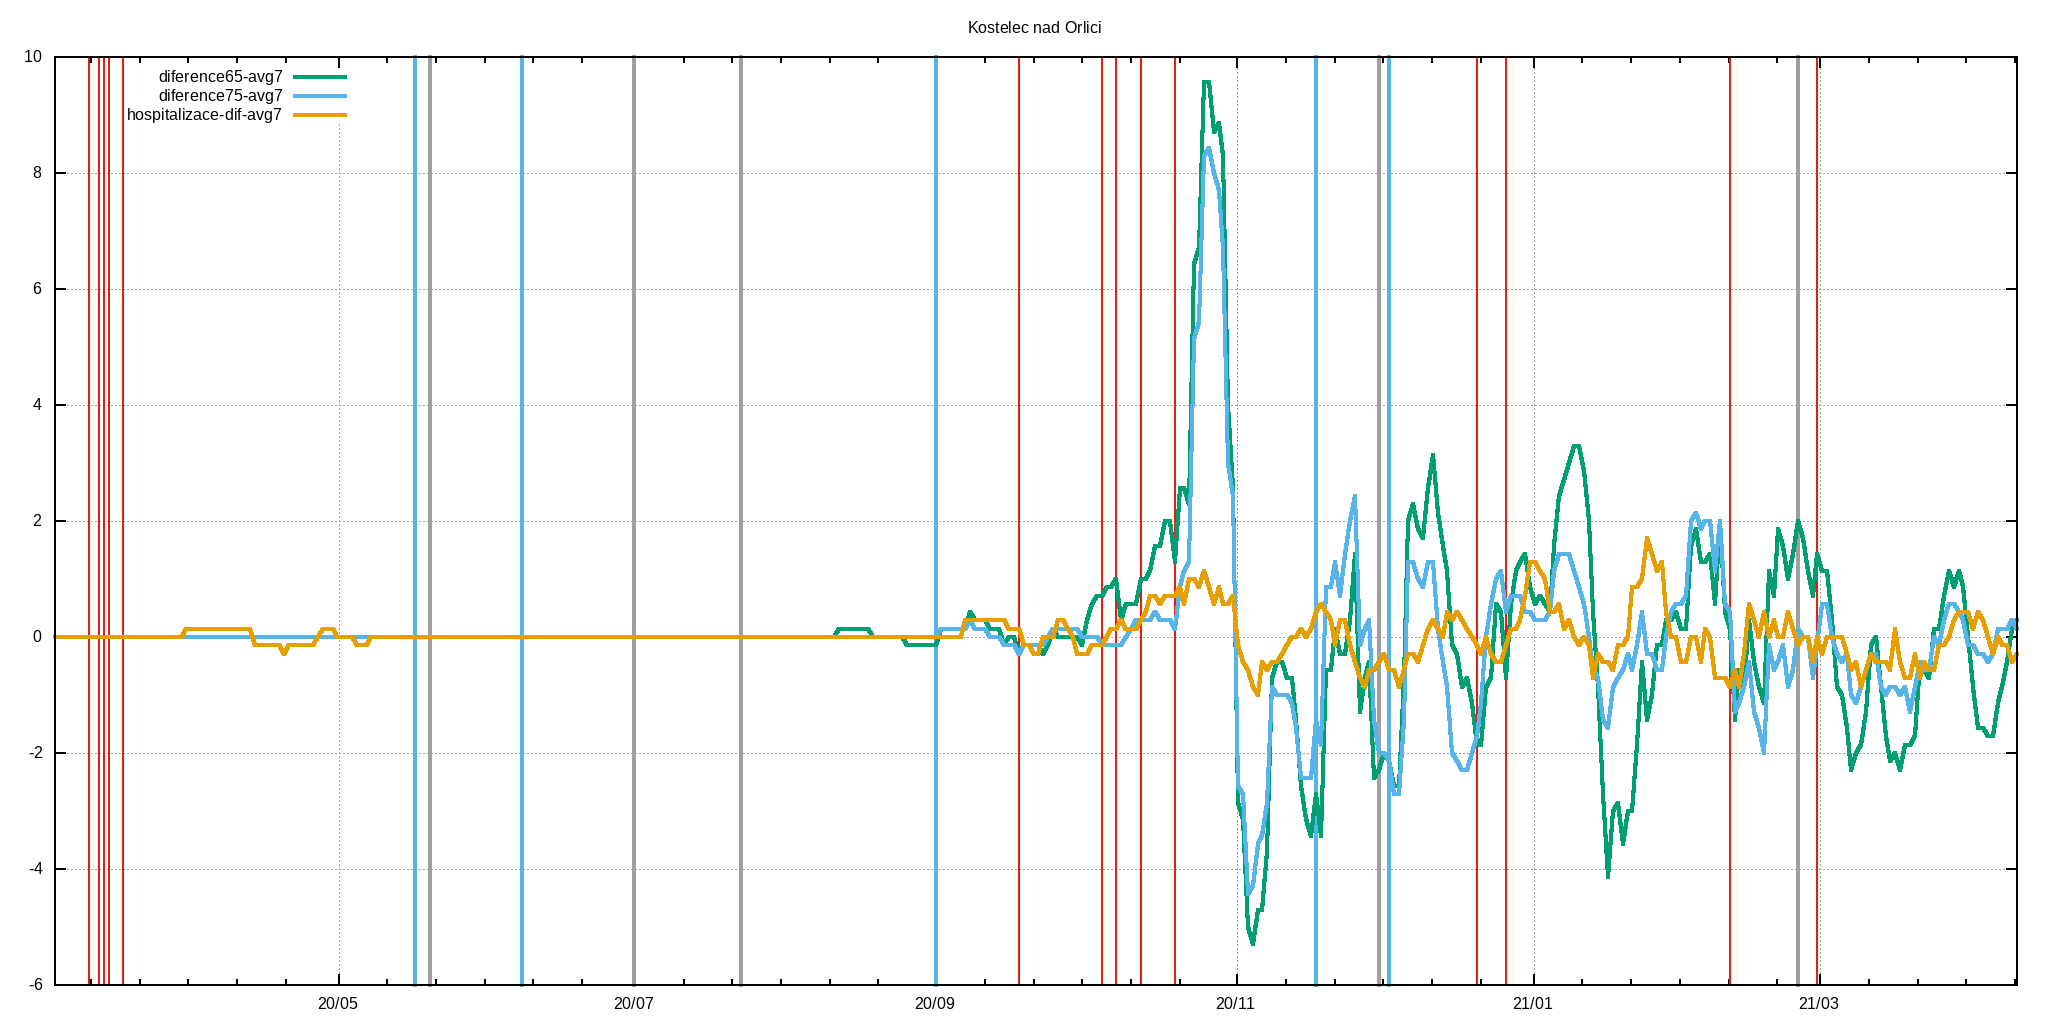 Kostelec nad Orlici
diference65-avg7
diference75-avg7
hospitalizace-dif-avg7
10
8
6
4
2
0
-2
-4
-6
20/05 20/07 20/09 20/11 21/01 21/03